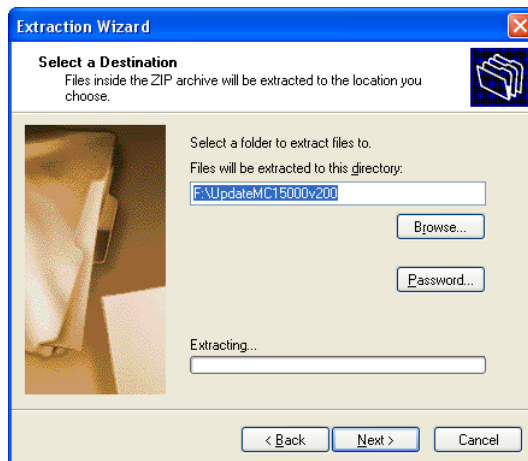 Extraction Wizard
Select a Destination
Files inside the ZIP archive will be extracted to the location you
choose.
Select a folder to extract files to.
Files will be extracted to this directory:
F:\UpdateMC15000v200
Browse...
Password...
Extracting...
< Back
Next >
Cancel